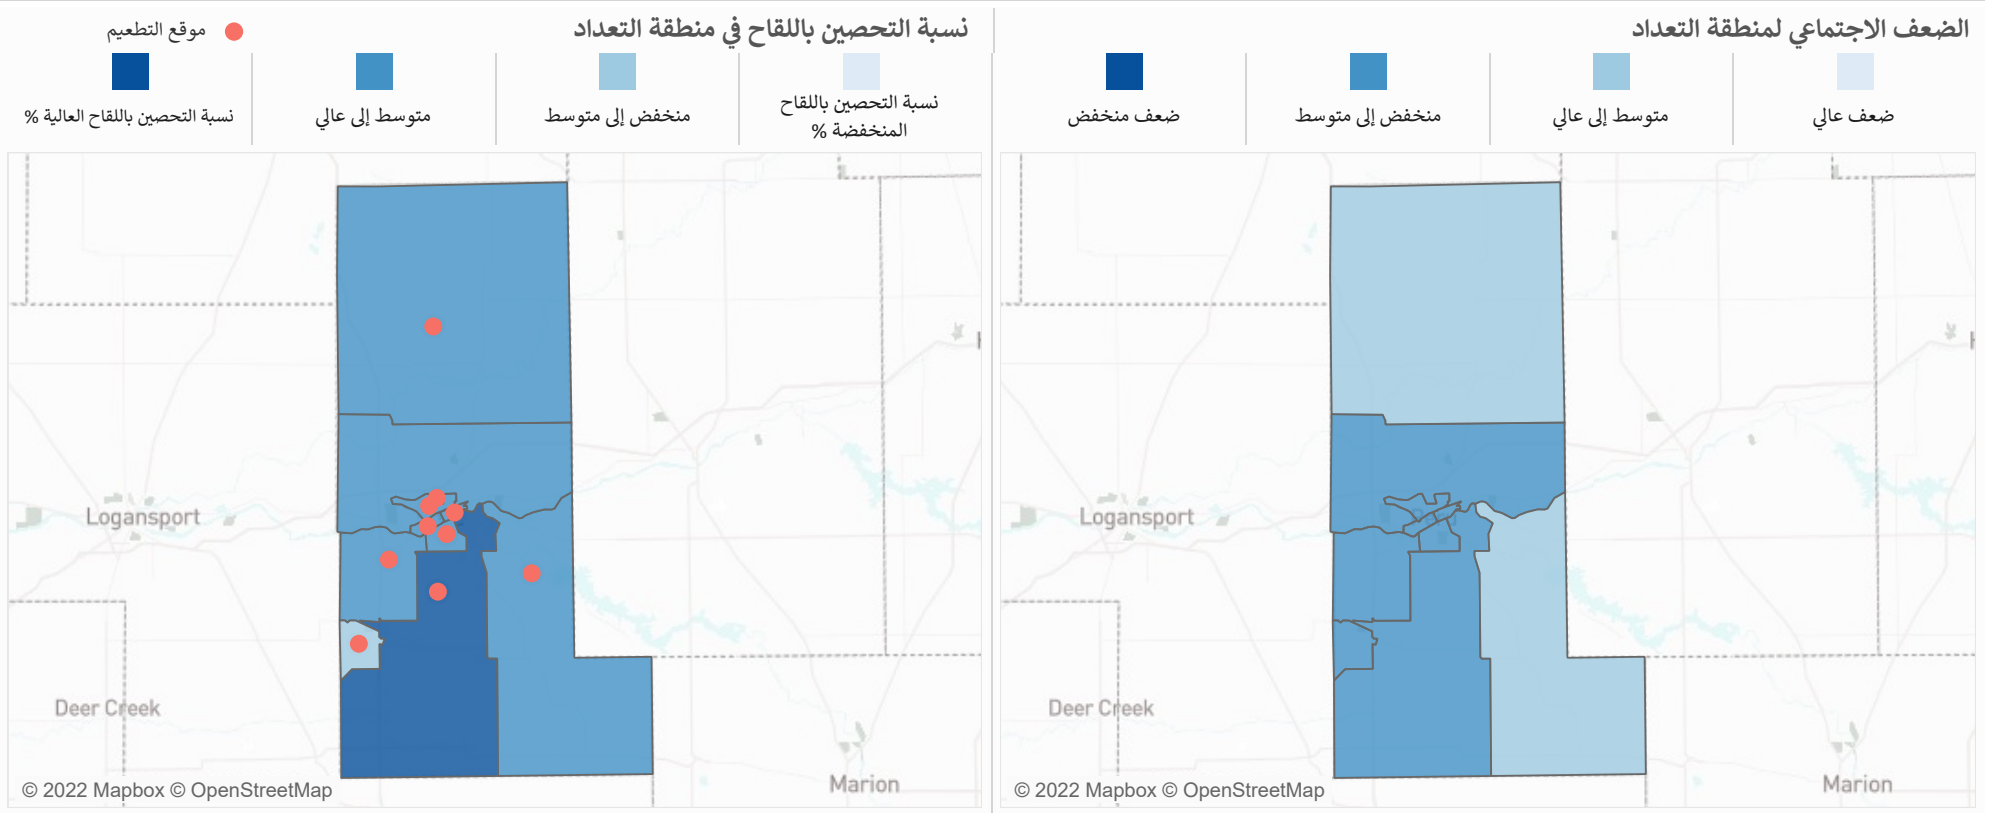 الضعف الاجتماعي لمنطقة التعداد
ضعف عالي
متوسط إلى عالي
منخفض إلى متوسط
ضعف منخفض
Logansport
Deer Creek
Marion
© 2022 Mapbox © OpenStreetMap
نسبة التحصين باللقاح في منطقة التعداد
موقع التطعيم
نسبة التحصين باللقاح
المنخفضة %
منخفض إلى متوسط
متوسط إلى عالي
نسبة التحصين باللقاح العالية %
Logansport
Deer Creek
Marion
© 2022 Mapbox © OpenStreetMap